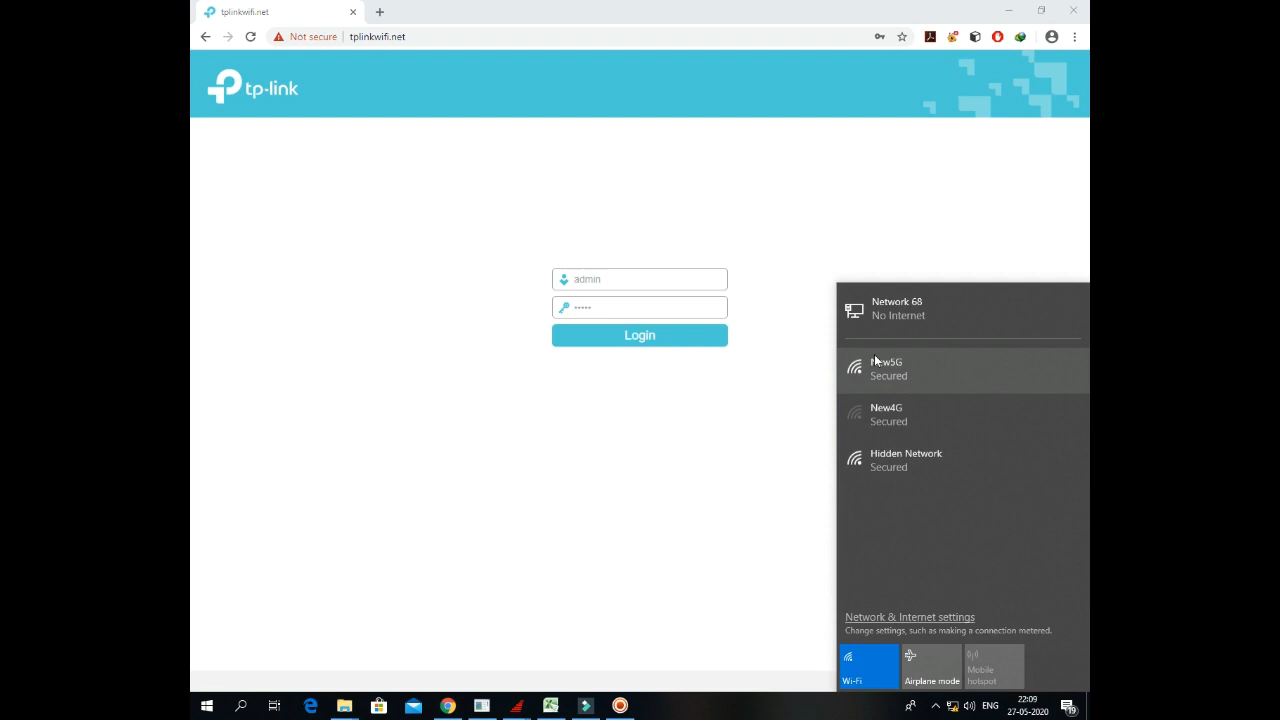 tplinkwifi.net
Not secure
tplinkwifi.net
tp-link
admin
•••••
Login
Network 68
No Internet
New5G
Secured
New4G
Secured
Hidden Network
Secured
Network & Internet settings
Change settings, such as making a connection metered.
Wi-Fi
Airplane mode
Mobile
hotspot
ENG
22:09
27-05-2020
19